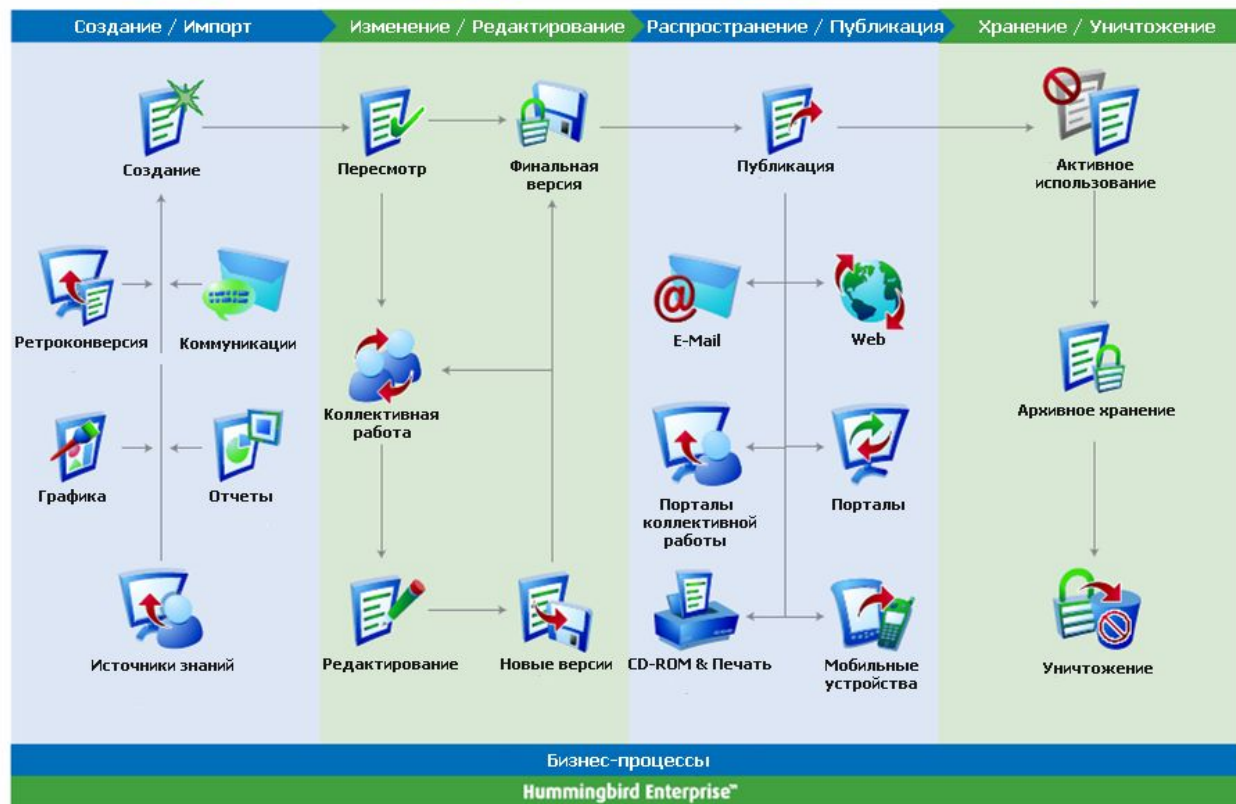 Создание / Импорт
Изменение / Редактирование
Распространение / Публикация
Хранение / Уничтожение
Создание
Пересмотр
Финальная
версия
Публикация
Активное
использование
Ретроконверсия
Коммуникации
E-Mail
Web
Коллективная
работа
Архивное хранение
Графика
Отчеты
Порталы
коллективной
работы
Порталы
Источники знаний
Редактирование
Новые версии
CD-ROM & Печать
Мобильные
устройства
Уничтожение
Бизнес-процессы
Hummingbird Enterprise™